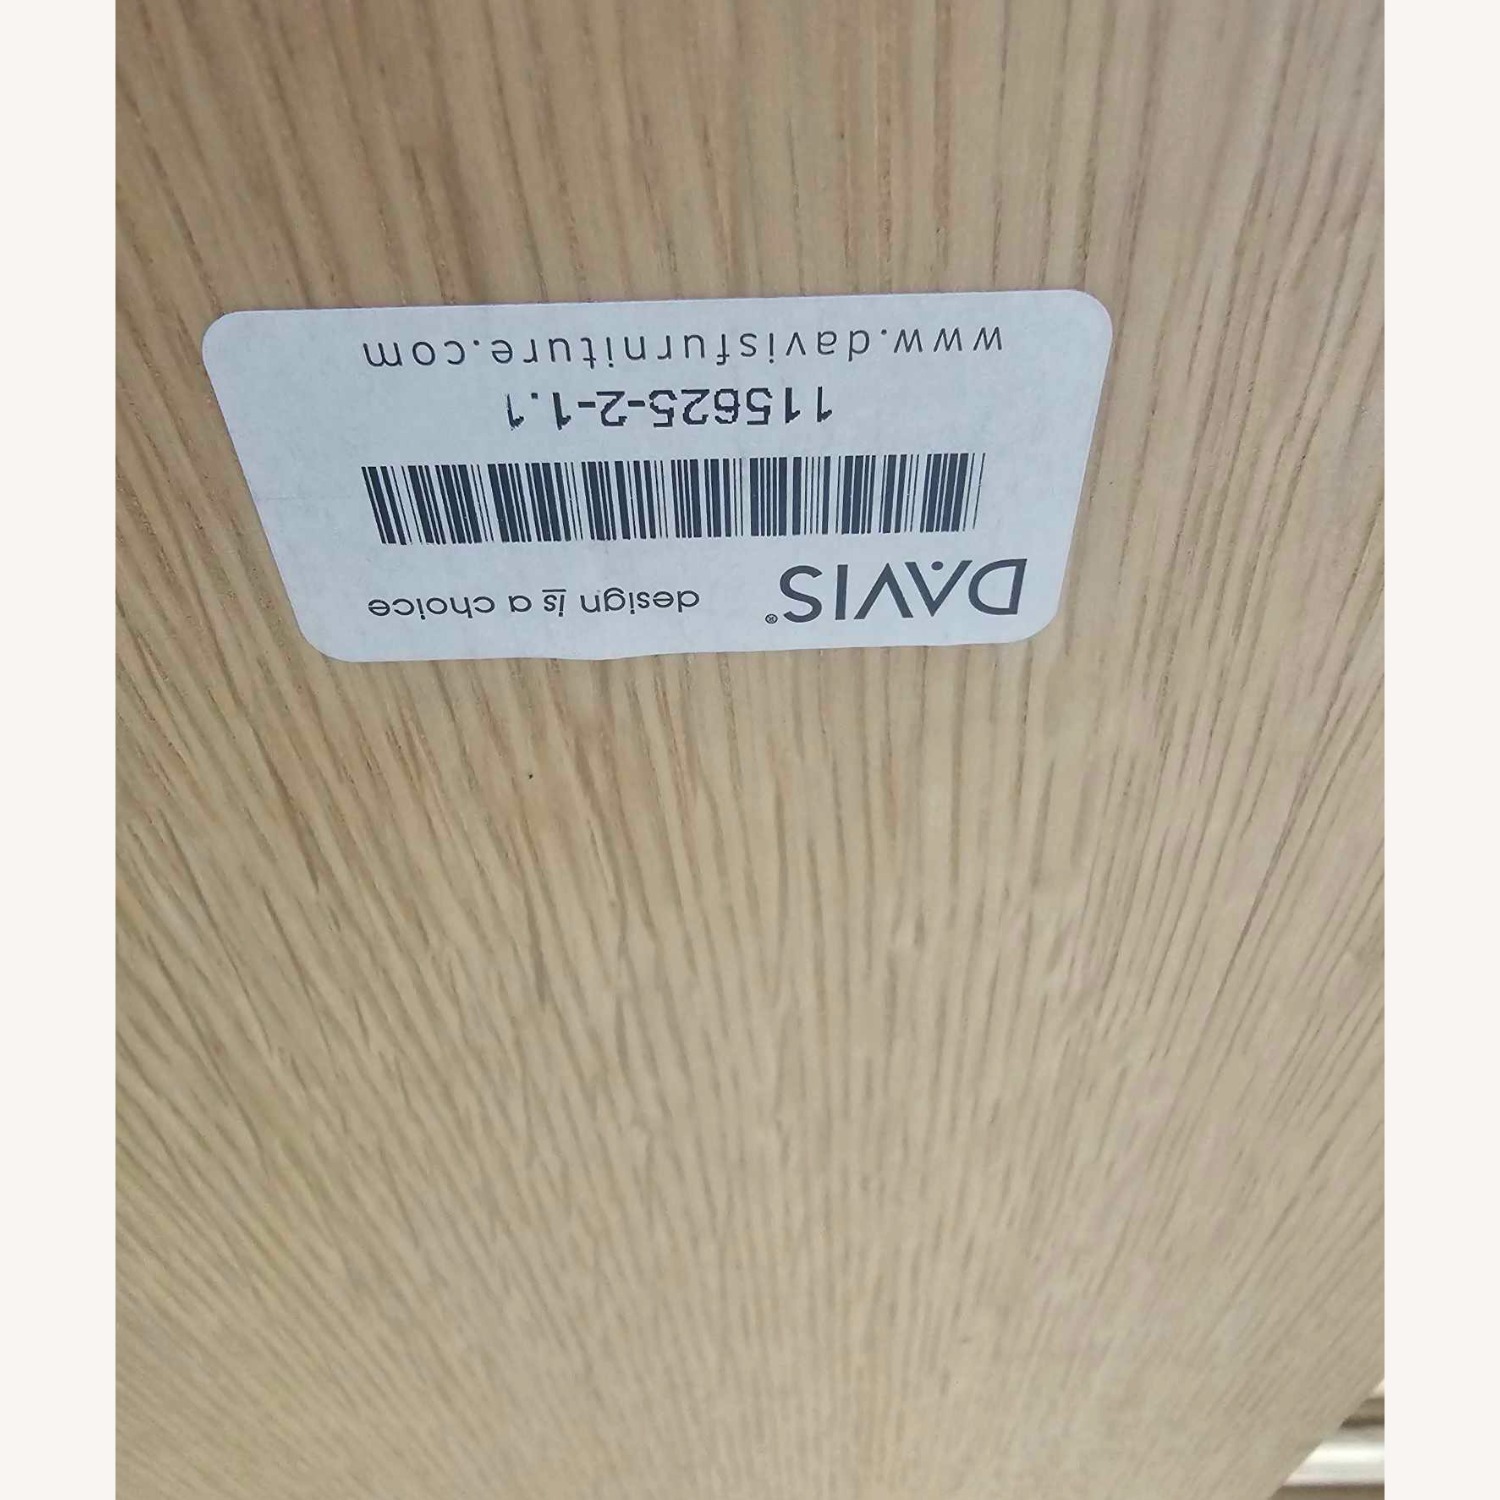 DAVIS® design is a choice
115625-2-1.1
www.davisfurniture.com